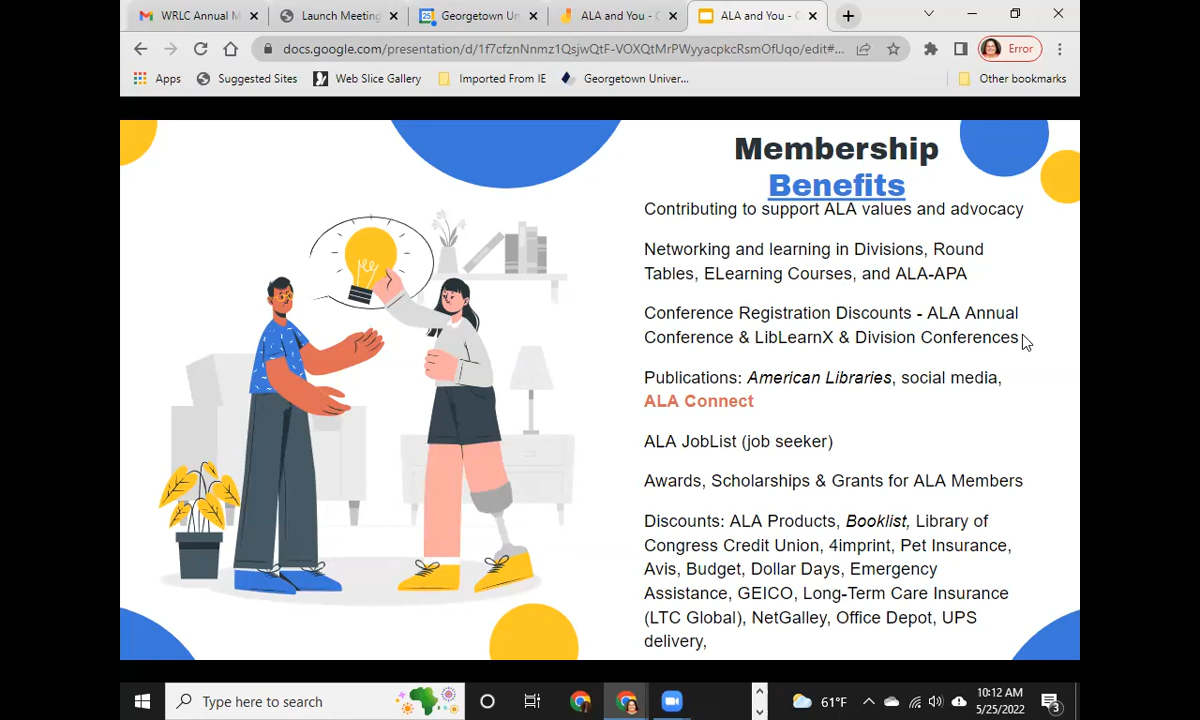 WRLC Annual M
Launch Meeting
Georgetown Un
ALA and You - G
ALA and You - G
docs.google.com/presentation/d/1f7cfznNnmz1QsjwQtF-VOXQtMrPWyyacpkcRsmOfUqo/edit#...
Error
Apps
Suggested Sites
Web Slice Gallery
Imported From IE
Georgetown Univer...
Other bookmarks
Membership
Benefits
Contributing to support ALA values and advocacy
Networking and learning in Divisions, Round
Tables, ELearning Courses, and ALA-APA
Conference Registration Discounts - ALA Annual
Conference & LibLearnX & Division Conferences
Publications: American Libraries, social media,
ALA Connect
ALA JobList (job seeker)
Awards, Scholarships & Grants for ALA Members
Discounts: ALA Products, Booklist, Library of
Congress Credit Union, 4imprint, Pet Insurance,
Avis, Budget, Dollar Days, Emergency
Assistance, GEICO, Long-Term Care Insurance
(LTC Global), NetGalley, Office Depot, UPS
delivery,
Type here to search
61°F
10:12 AM
5/25/2022
3